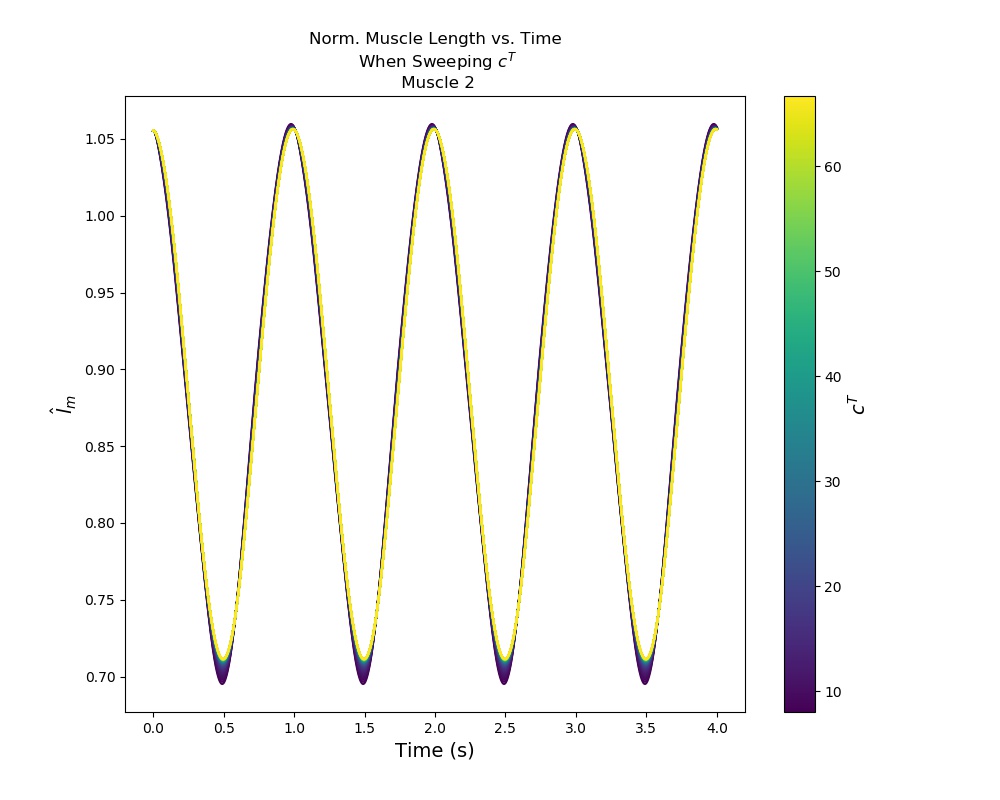 Norm. Muscle Length vs. Time
When Sweeping $c^T$
Muscle 2
1.05
1.00
0.95
0.90
0.85
0.80
0.75
0.70
$\hat{l}_m$
0.0 0.5 1.0 1.5 2.0 2.5 3.0 3.5 4.0
Time (s)
60
50
40
30
20
10
$c^T$